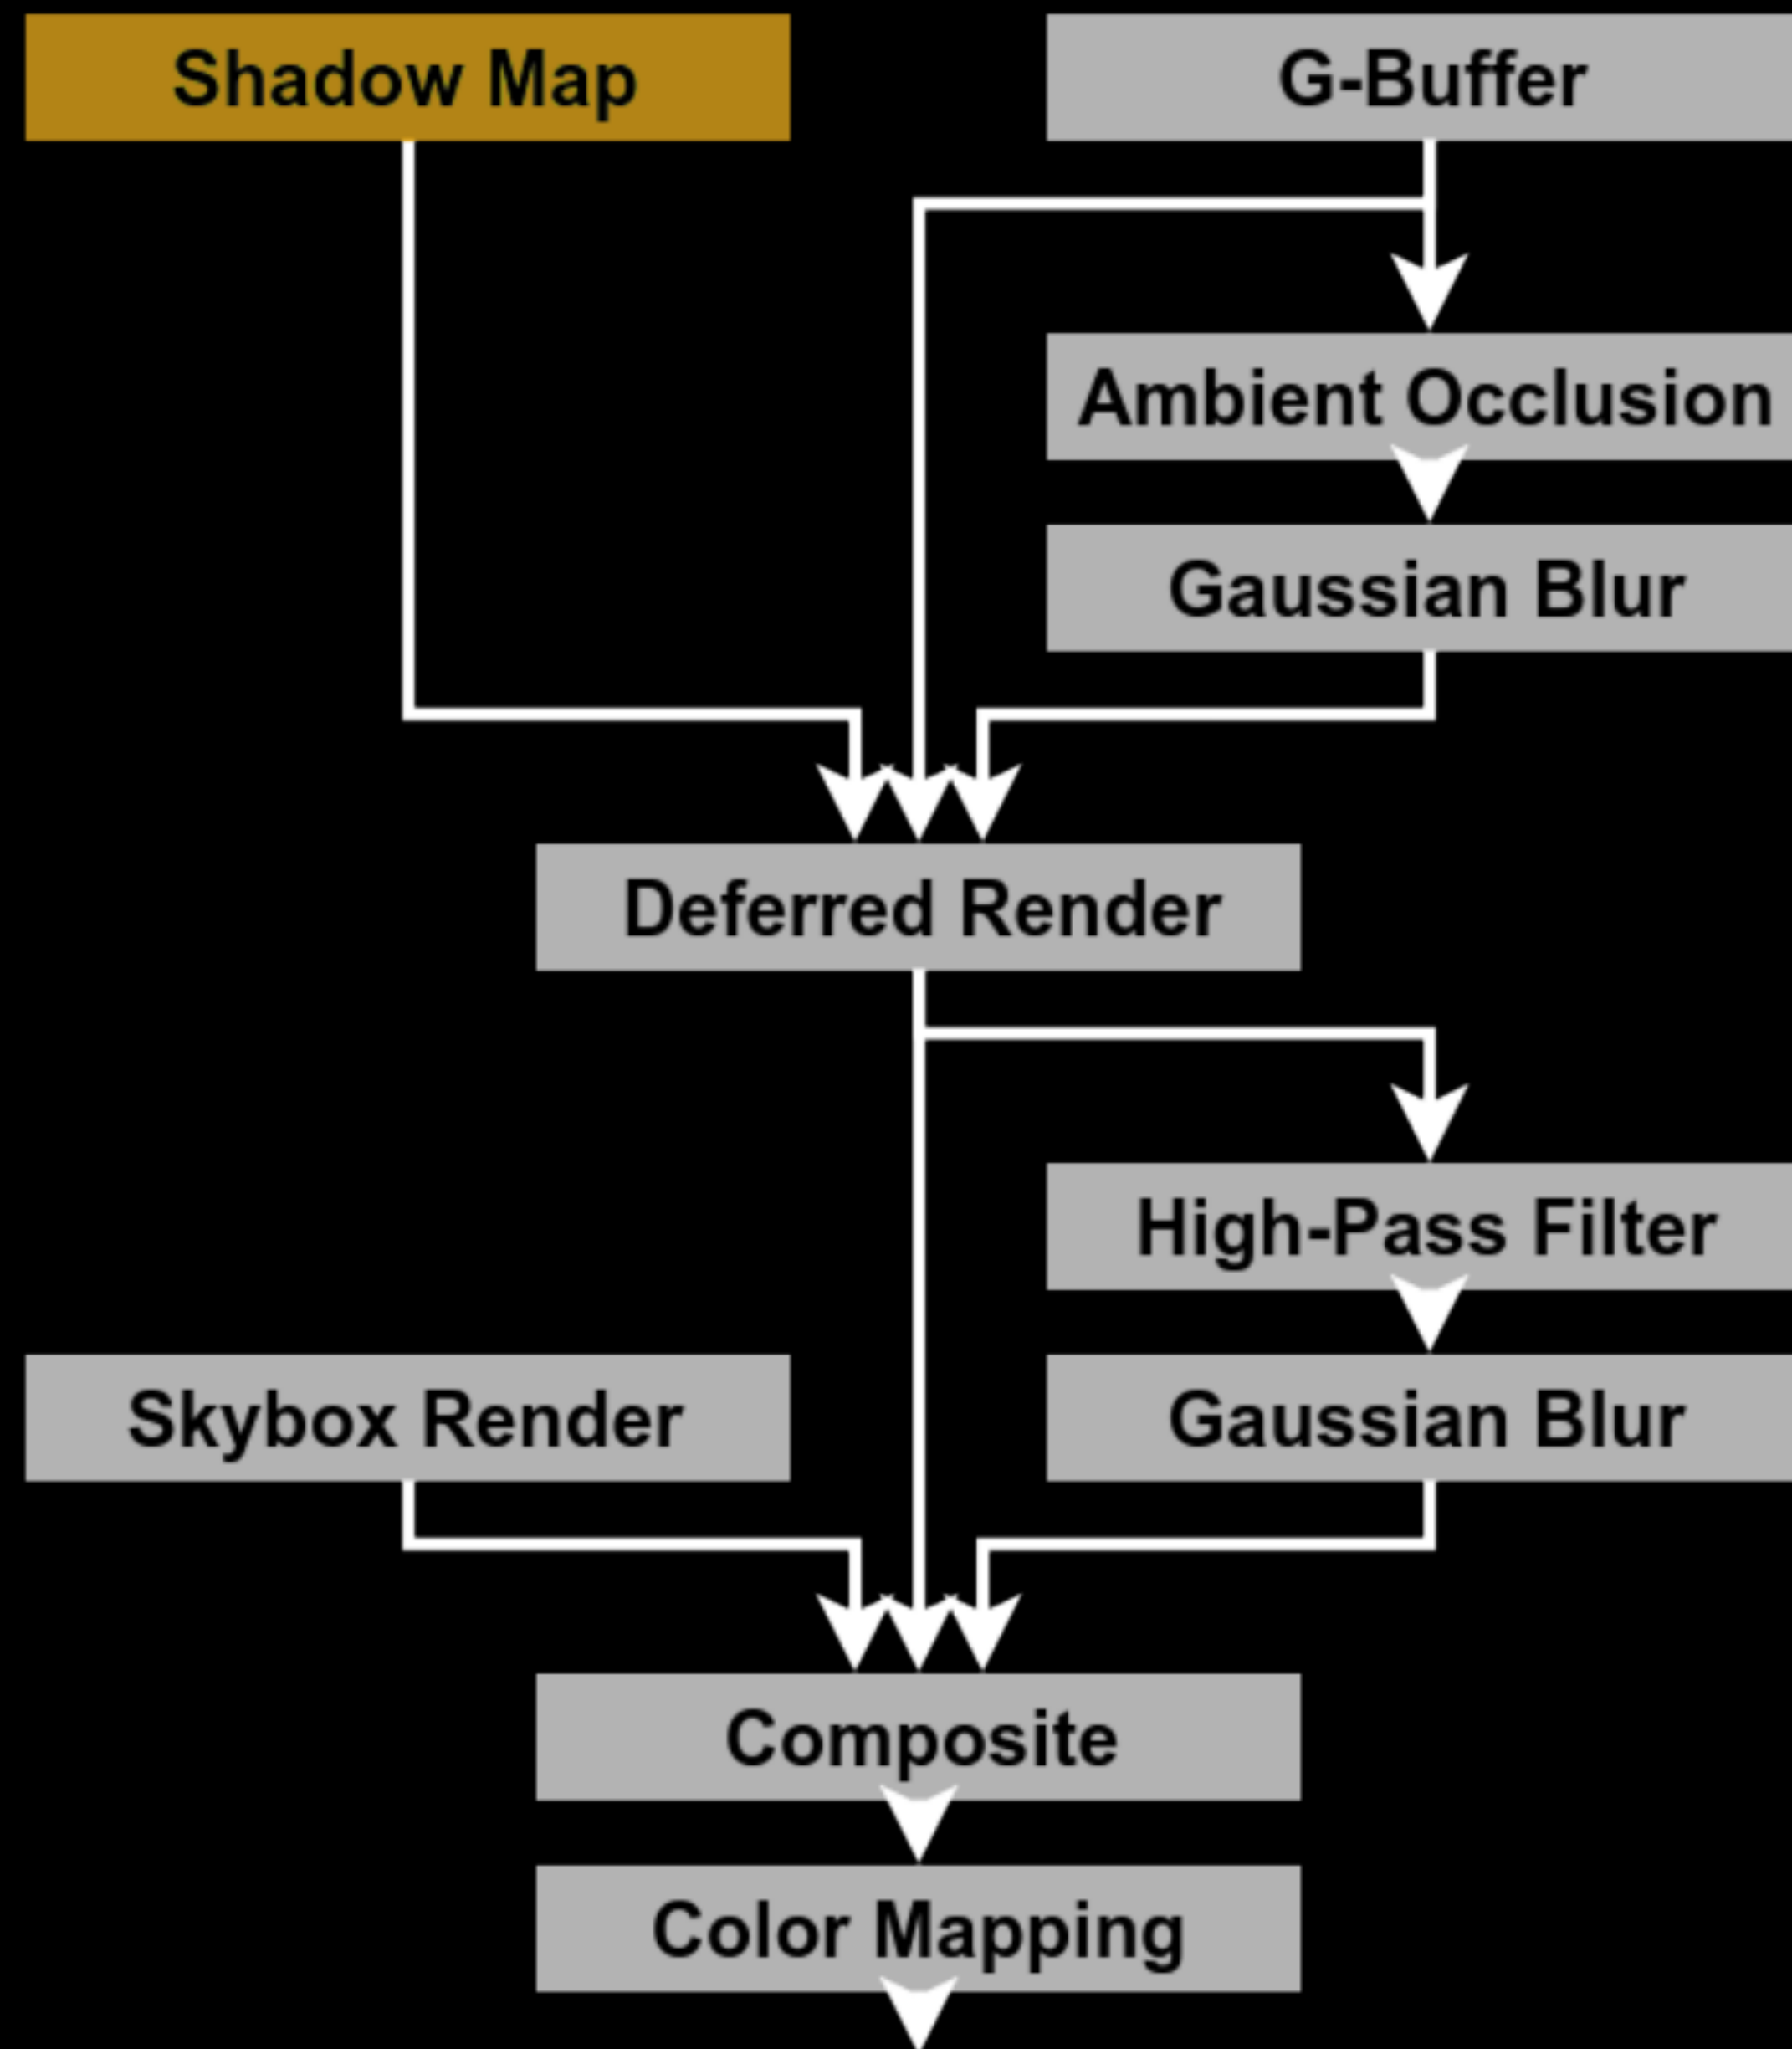 Shadow Map
G-Buffer
Ambient Occlusion
Gaussian Blur
Deferred Render
High-Pass Filter
Skybox Render
Gaussian Blur
Composite
Color Mapping